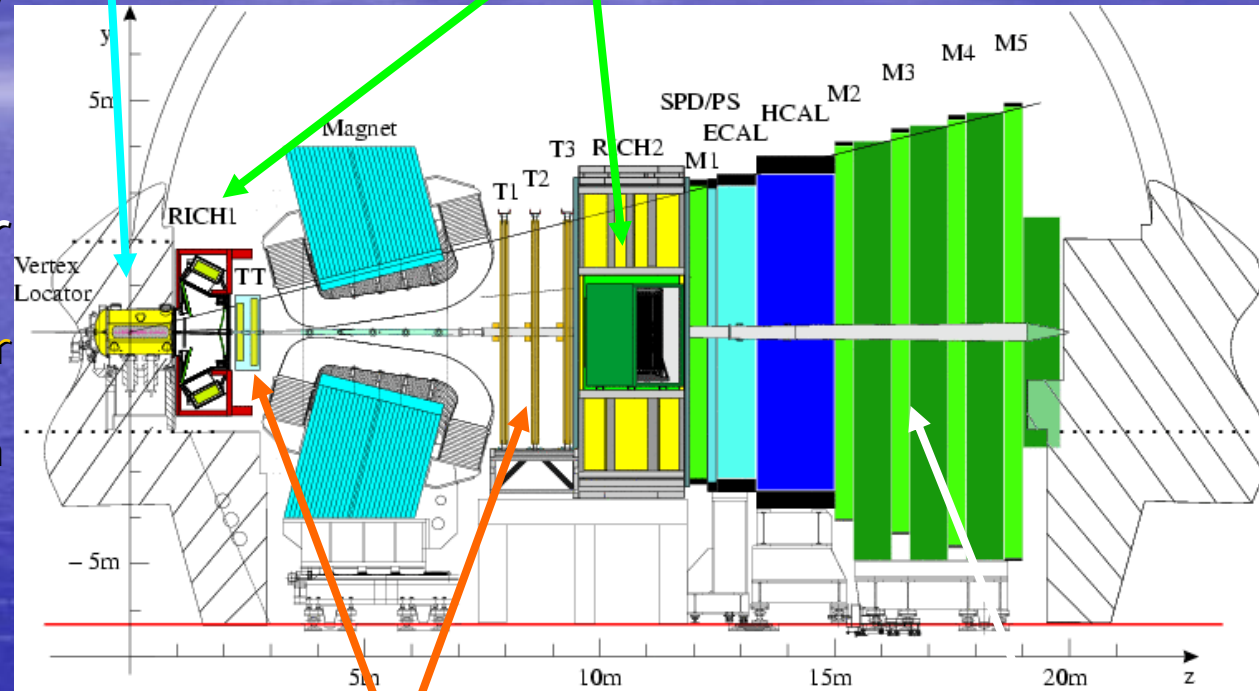 y
5m
Magnet
RICH1
Vertex
Locator
TT
T1
T2
T3
RICH2
M1
SPD/PS
ECAL
HCAL
M2
M3
M4
M5
– 5m
5m
10m
15m
20m
z